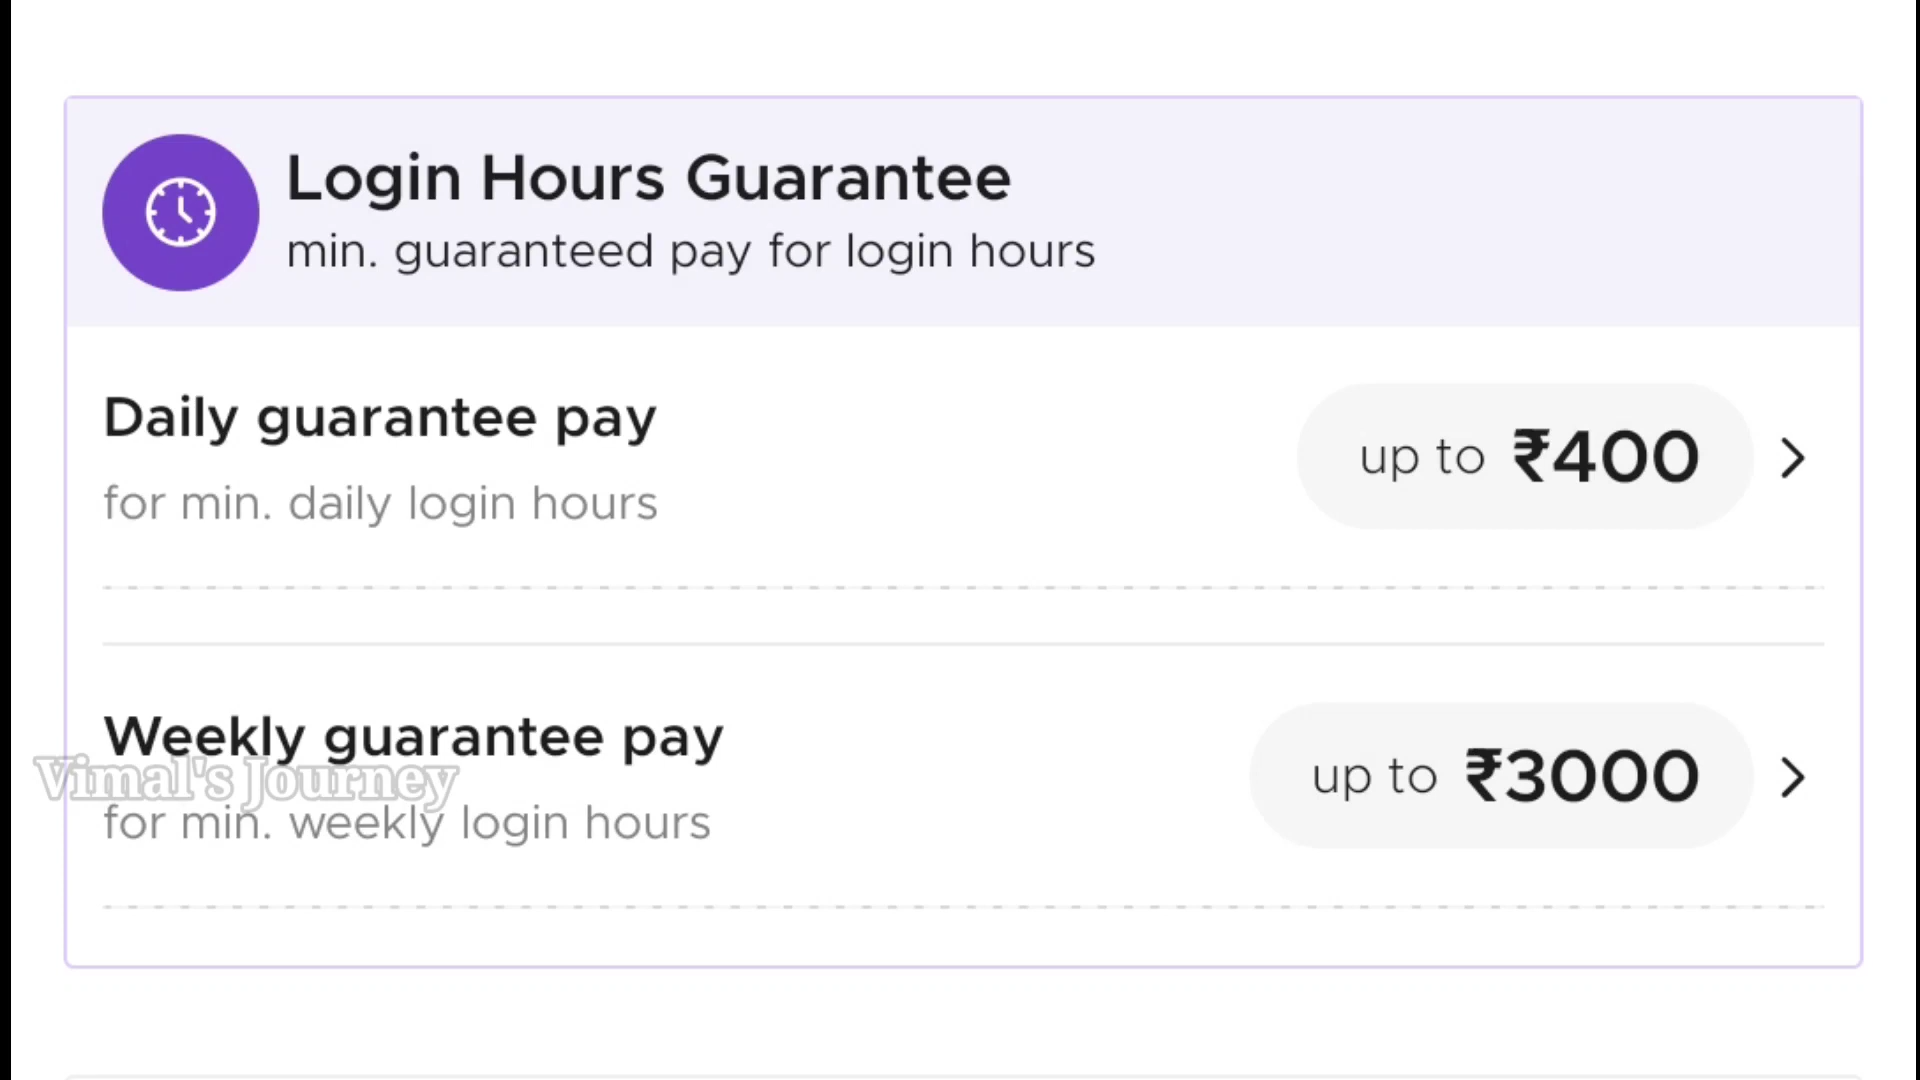 Login Hours Guarantee
min. guaranteed pay for login hours
Daily guarantee pay
up to ₹400
for min. daily login hours
Weekly guarantee pay
up to ₹3000
Vimal's Journey
for min. weekly login hours